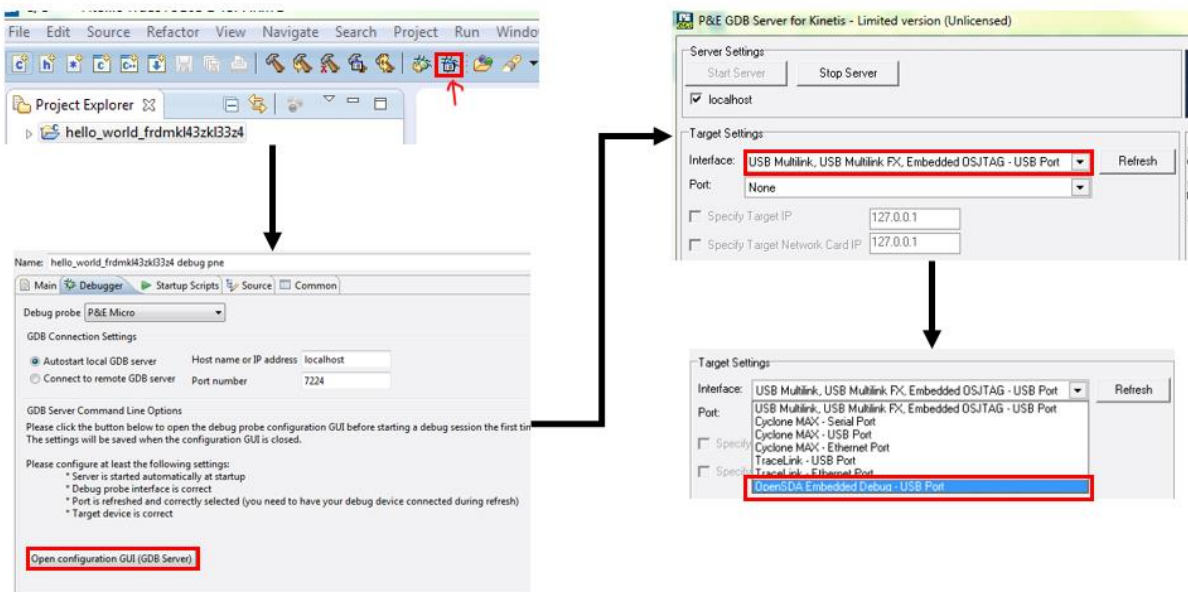 File Edit Source Refactor View Navigate Search Project Run
Project Explorer
hello_world_frdmkl43zkl33z4
Name: hello_world_frdmkl43zkl33z4 debug pne
Main Debugger Startup Scripts Source Common
Debug probe P&E Micro
GDB Connection Settings
Autostart local GDB server Host name or IP address localhost
Connect to remote GDB server Port number 7224
GDB Server Command Line Options
Please click the button below to open the debug probe configuration GUI before starting a debug session the first
The settings will be saved when the configuration GUI is closed.
Please configure at least the following settings:
* Server is started automatically at startup
* Debug probe interface is correct
* Port is refreshed and correctly selected (you need to have your debug device connected during refresh)
* Target device is correct
Open configuration GUI (GDB Server)
P&E GDB Server for Kinetis - Limited version (Unlicensed)
Server Settings
Start Server Stop Server
localhost
Target Settings
Interface: USB Multilink, USB Multilink FX, Embedded OSJTAG - USB Port Refresh
Port: None
Specify Target IP 127.0.0.1
Specify Target Network Card IP 127.0.0.1
Target Settings
Interface: USB Multilink, USB Multilink FX, Embedded OSJTAG - USB Port Refresh
Port: USB Multilink, USB Multilink FX, Embedded OSJTAG - USB Port
Cyclone MAX - Serial Port
Cyclone MAX - USB Port
Cyclone MAX - Ethernet Port
TraceLink - USB Port
TraceLink - Ethernet Port
OpenSDA Embedded Debug - USB Port